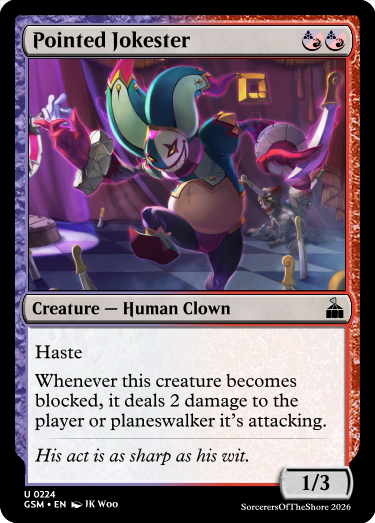 Pointed Jokester
Creature — Human Clown
Haste
Whenever this creature becomes
blocked, it deals 2 damage to the
player or planeswalker it's attacking.
His act is as sharp as his wit.
1/3
U 0224
GSM • EN JK Woo
SorcerersOfTheShore 2026